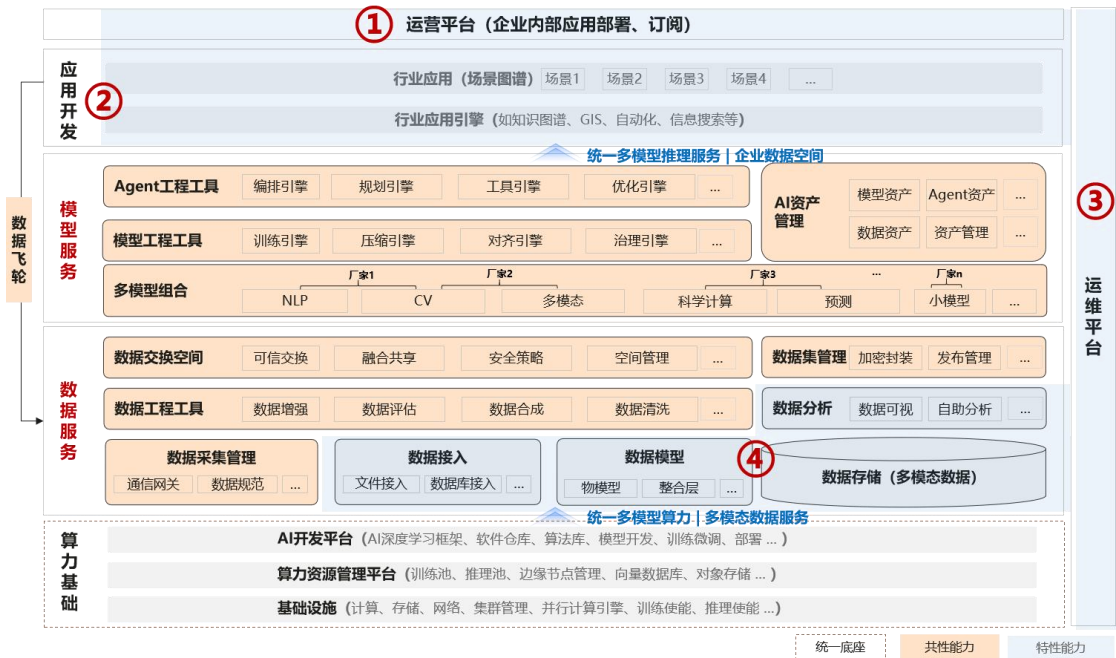 ① 运营平台（企业内部应用部署、订阅）
应用开发
②
行业应用（场景图谱） 场景1 场景2 场景3 场景4 ...
行业应用引擎（如知识图谱、GIS、自动化、信息搜索等）
统一多模型推理服务 | 企业数据空间
数据飞轮
模型服务
Agent工程工具 编排引擎 规划引擎 工具引擎 优化引擎 ...
模型工程工具 训练引擎 压缩引擎 对齐引擎 治理引擎 ...
AI资产管理 模型资产 Agent资产 ...
数据资产 资产管理 ...
厂家1 厂家2 厂家3 ... 厂家n
多模型组合 NLP CV 多模态 科学计算 预测 小模型 ...
③
运维平台
数据服务
数据交换空间 可信交换 融合共享 安全策略 空间管理 ...
数据集管理 加密封装 发布管理 ...
数据工程工具 数据增强 数据评估 数据合成 数据清洗 ...
数据分析 数据可视 自助分析 ...
数据采集管理
通信网关 数据规范 ...
数据接入
文件接入 数据库接入 ...
数据模型
物模型 整合层 ...
④
数据存储（多模态数据）
统一多模型算力 | 多模态数据服务
算力基础
AI开发平台（AI深度学习框架、软件仓库、算法库、模型开发、训练微调、部署 ... ）
算力资源管理平台（训练池、推理池、边缘节点管理、向量数据库、对象存储 ... ）
基础设施（计算、存储、网络、集群管理、并行计算引擎、训练使能、推理使能 ...）
统一底座 共性能力 特性能力